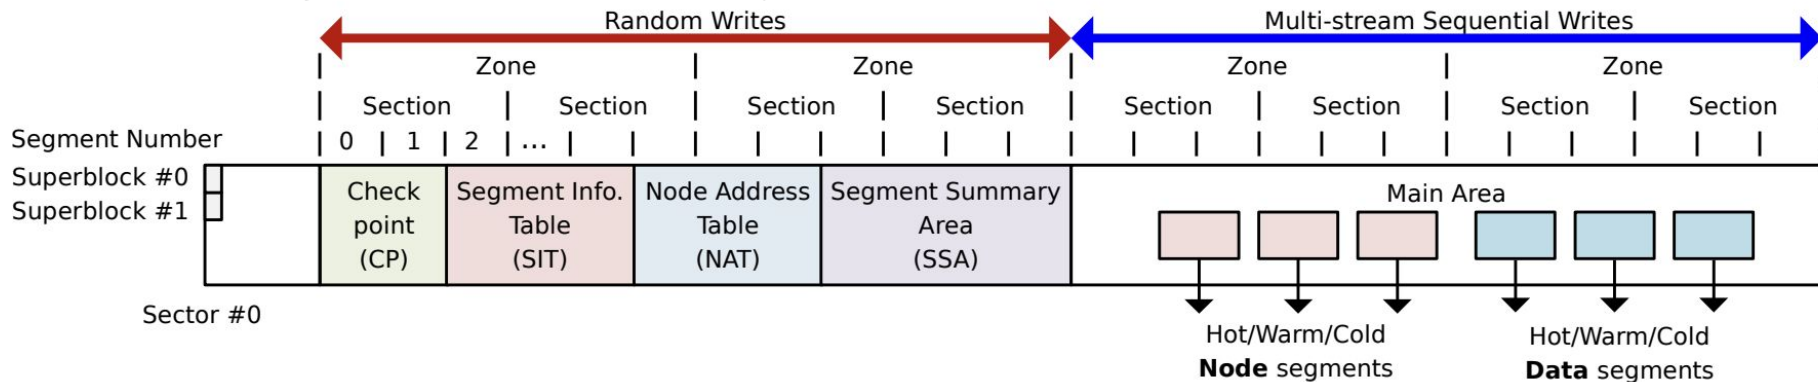 Random Writes
Multi-stream Sequential Writes
Zone
Zone
Zone
Zone
Section
Section
Section
Section
Section
Section
Section
Section
Segment Number
0
1
2
...
Superblock #0
Superblock #1
Check
point
(CP)
Segment Info.
Table
(SIT)
Node Address
Table
(NAT)
Segment Summary
Area
(SSA)
Main Area
Sector #0
Hot/Warm/Cold
Node segments
Hot/Warm/Cold
Data segments